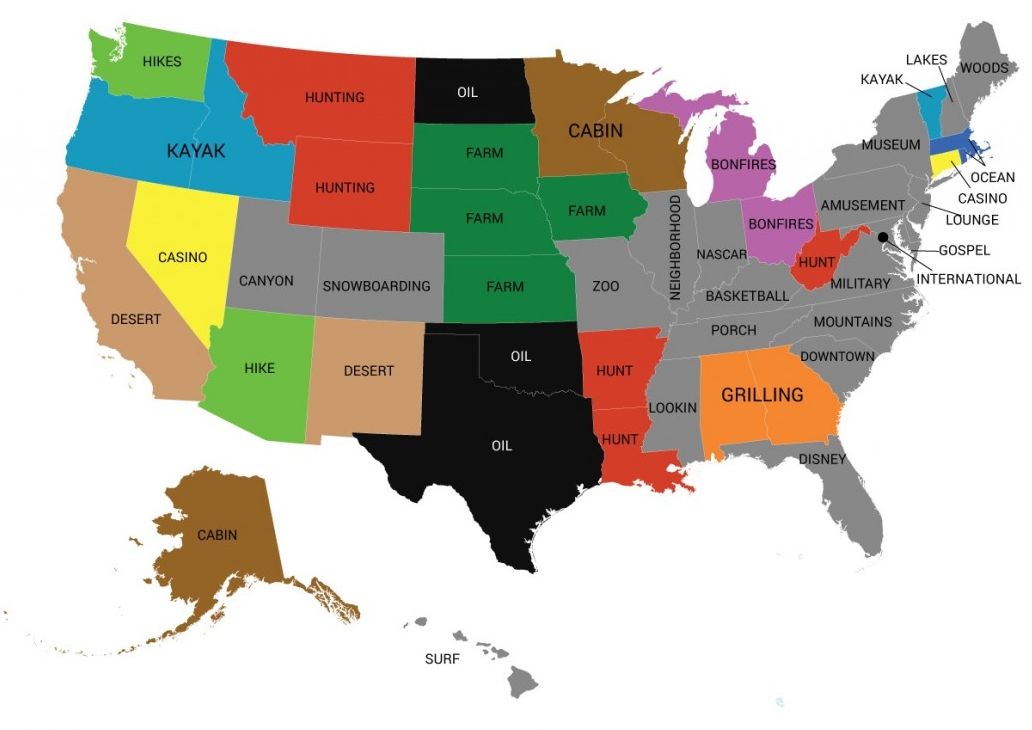 HIKES
HUNTING
OIL
CABIN
LAKES
WOODS
KAYAK
KAYAK
FARM
BONFIRES
MUSEUM
OCEAN
HUNTING
FARM
FARM
NEIGHBORHOOD
BONFIRES
AMUSEMENT
CASINO
LOUNGE
CASINO
CANYON
SNOWBOARDING
FARM
ZOO
NASCAR
HUNT
GOSPEL
INTERNATIONAL
BASKETBALL
MILITARY
DESERT
PORCH
MOUNTAINS
HIKE
DESERT
OIL
HUNT
DOWNTOWN
LOOKIN
GRILLING
OIL
HUNT
DISNEY
CABIN
SURF